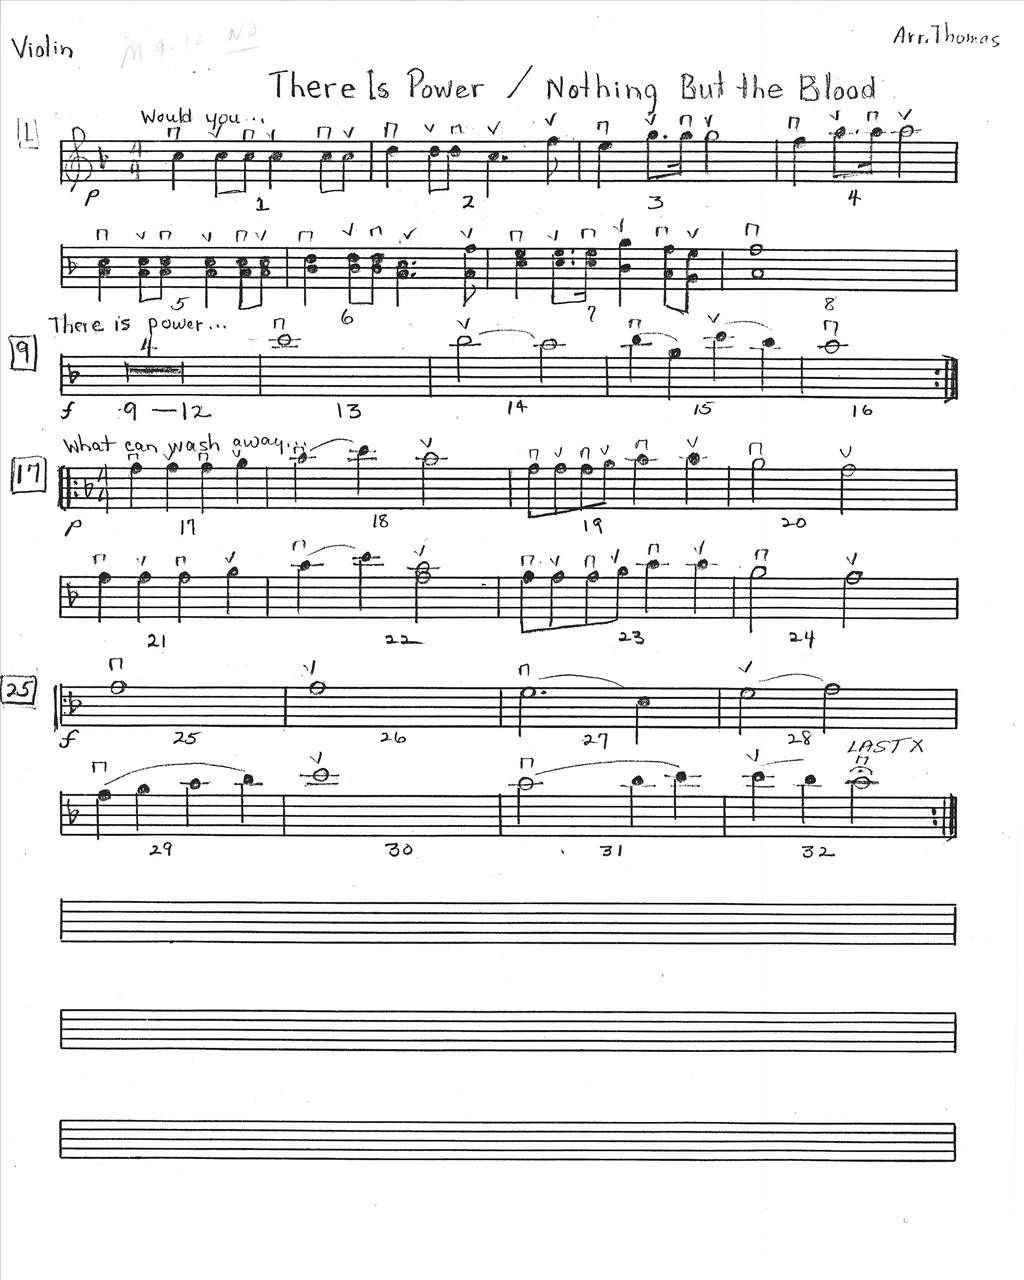 Violin
M 9-12 NO
Arr. Thomas
There Is Power / Nothing But the Blood
1
Would you...
4
4
p
1 2 3 4
5 6 7 8
There is power...
9
4
f 9 — 12 13 14 15 16
What can wash away...
17
4
4
p 17 18 19 20
21 22 23 24
25
f 25 26 27 28
LAST X
29 30 31 32